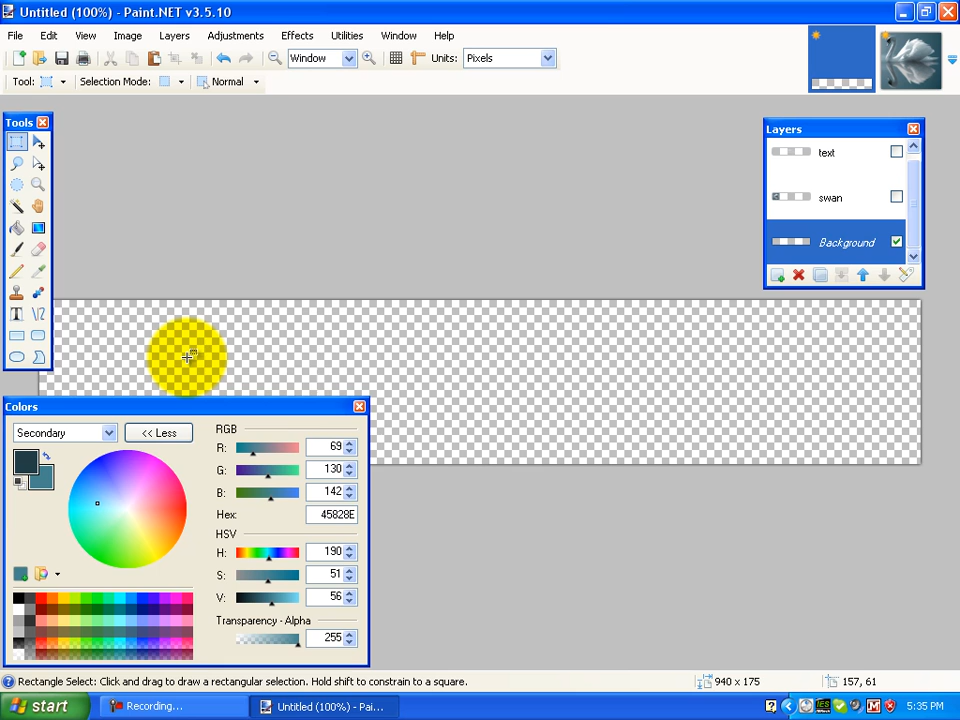 Untitled (100%) - Paint.NET v3.5.10
File Edit View Image Layers Adjustments Effects Utilities Window Help
Window Units: Pixels
Tool: Selection Mode: Normal
Tools
Layers
text
swan
Background
Colors
Secondary << Less
RGB
R: 69
G: 130
B: 142
Hex: 45828E
HSV
H: 190
S: 51
V: 56
Transparency - Alpha
255
Rectangle Select: Click and drag to draw a rectangular selection. Hold shift to constrain to a square. 940 x 175 157, 61
start Recording... Untitled (100%) - Pai... 5:35 PM